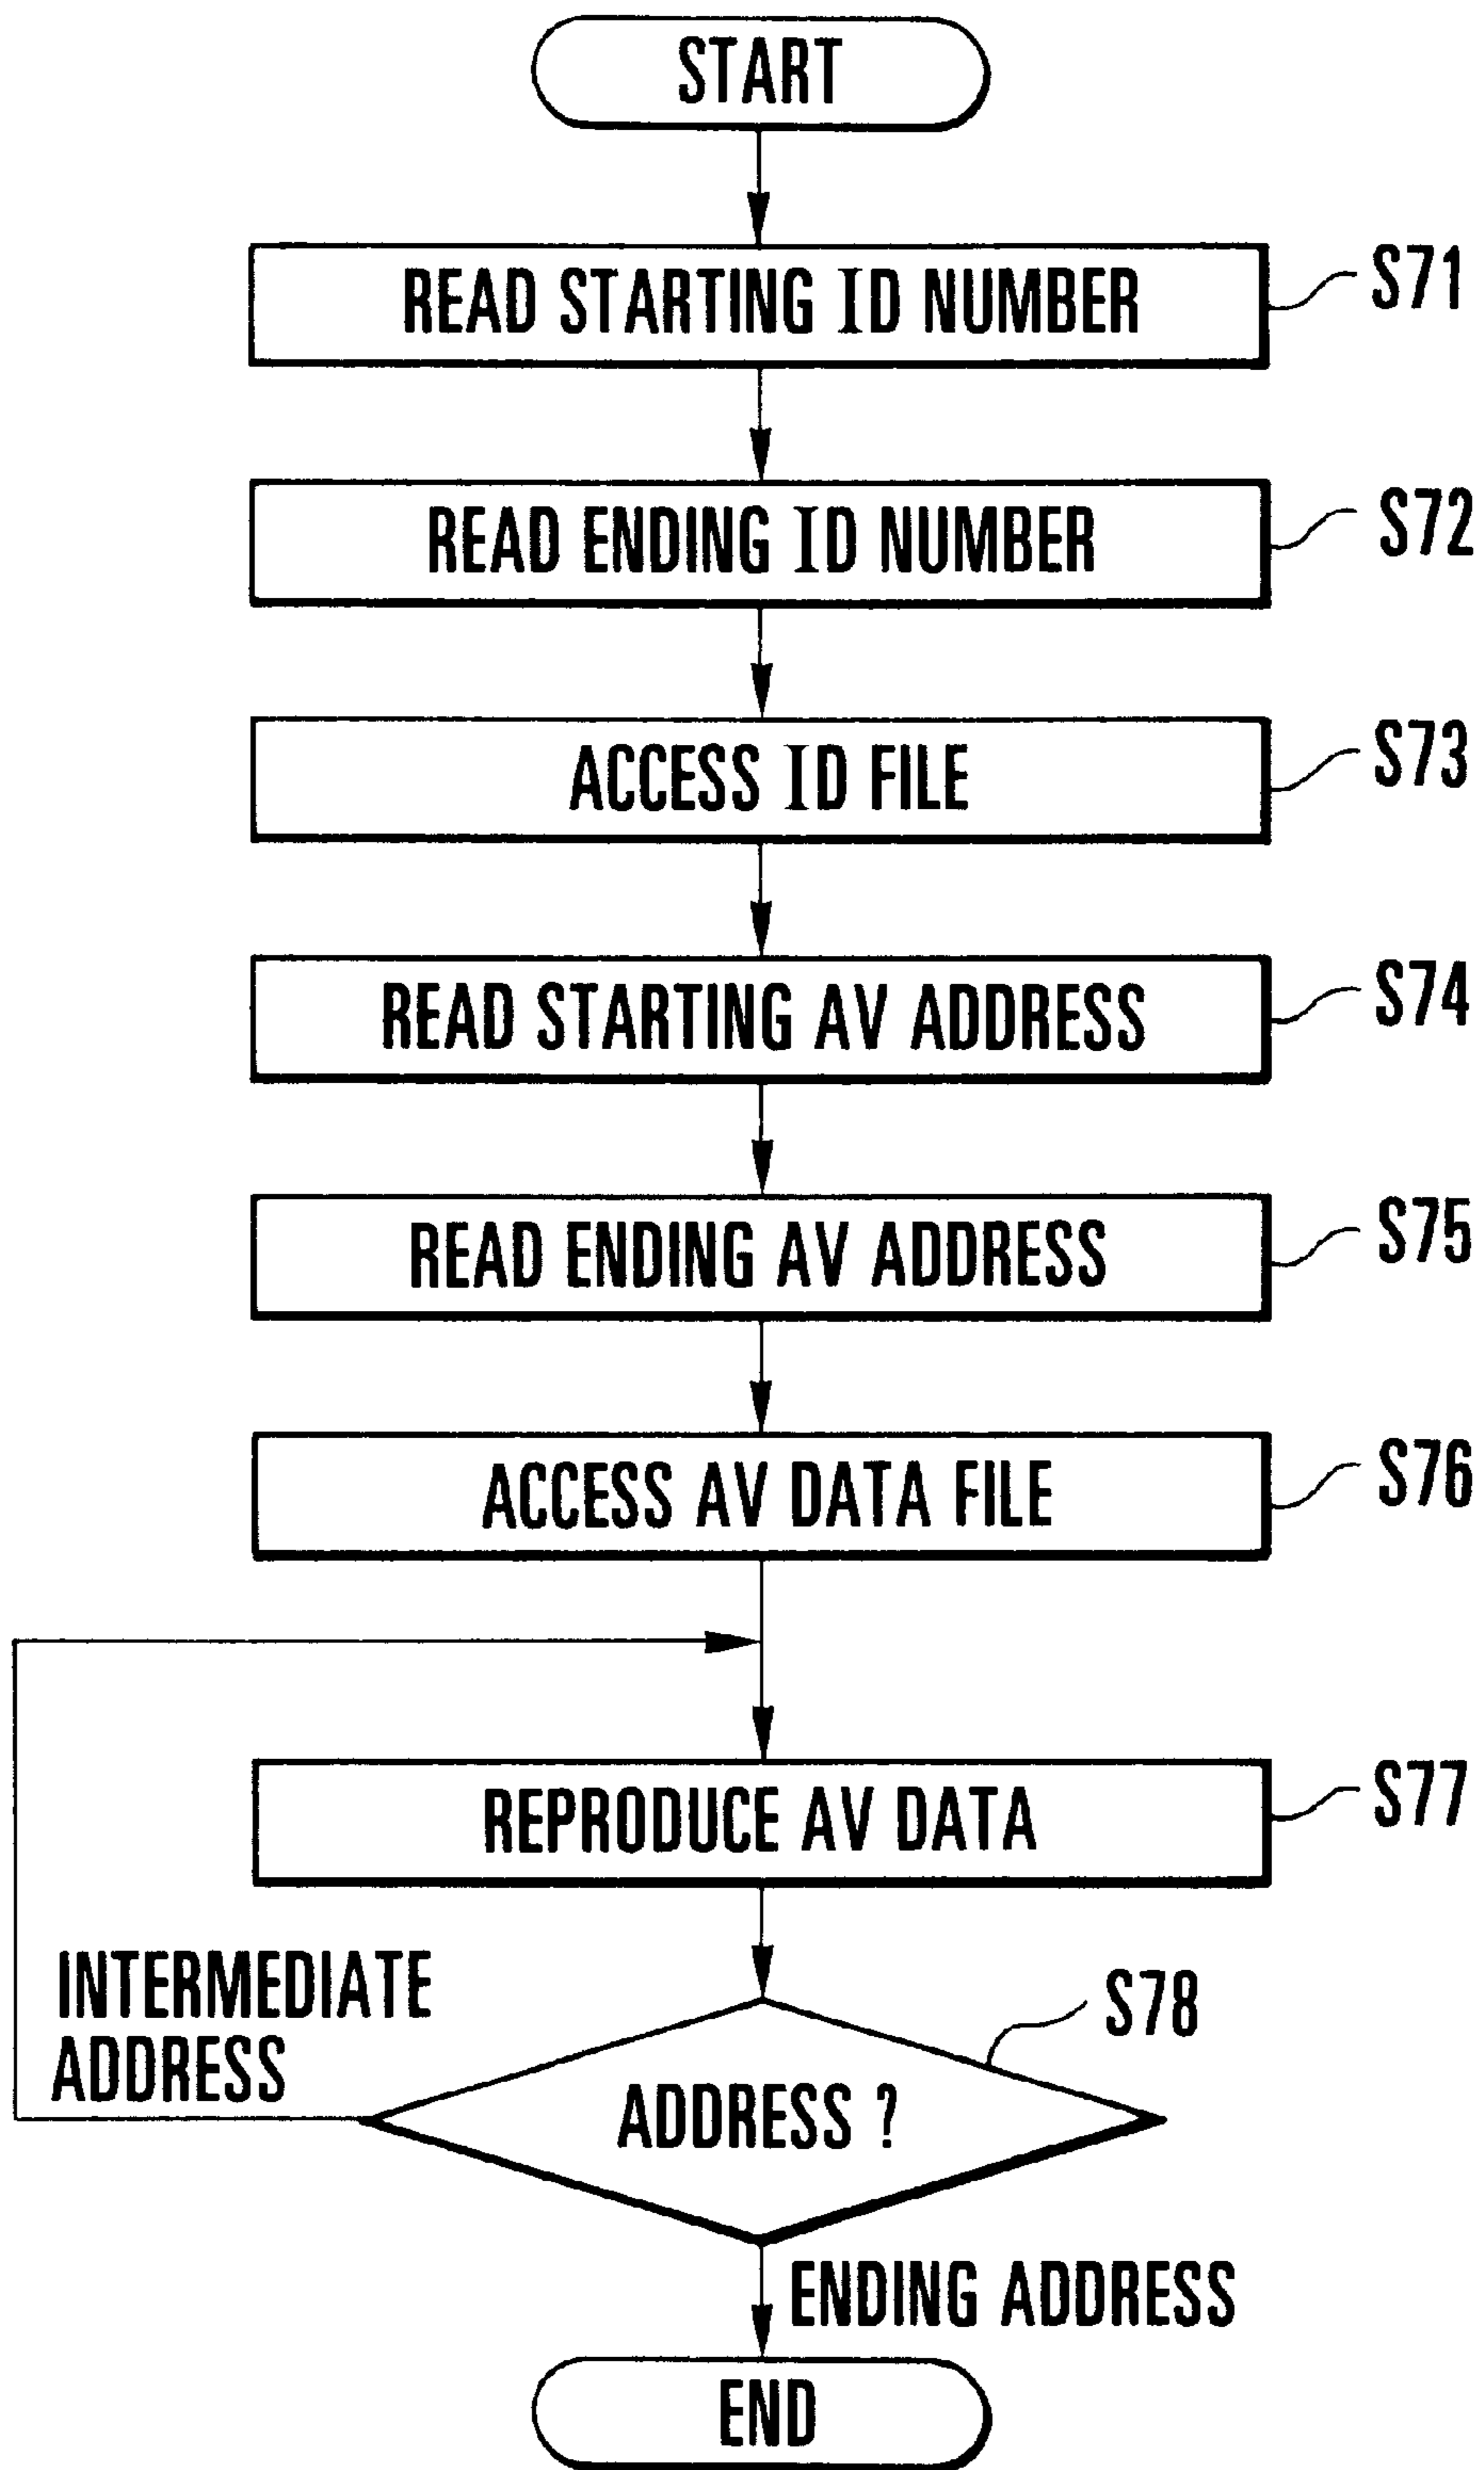 START
READ STARTING ID NUMBER
S71
READ ENDING ID NUMBER
S72
ACCESS ID FILE
S73
READ STARTING AV ADDRESS
S74
READ ENDING AV ADDRESS
S75
ACCESS AV DATA FILE
S76
REPRODUCE AV DATA
S77
INTERMEDIATE
ADDRESS
S78
ADDRESS ?
ENDING ADDRESS
END